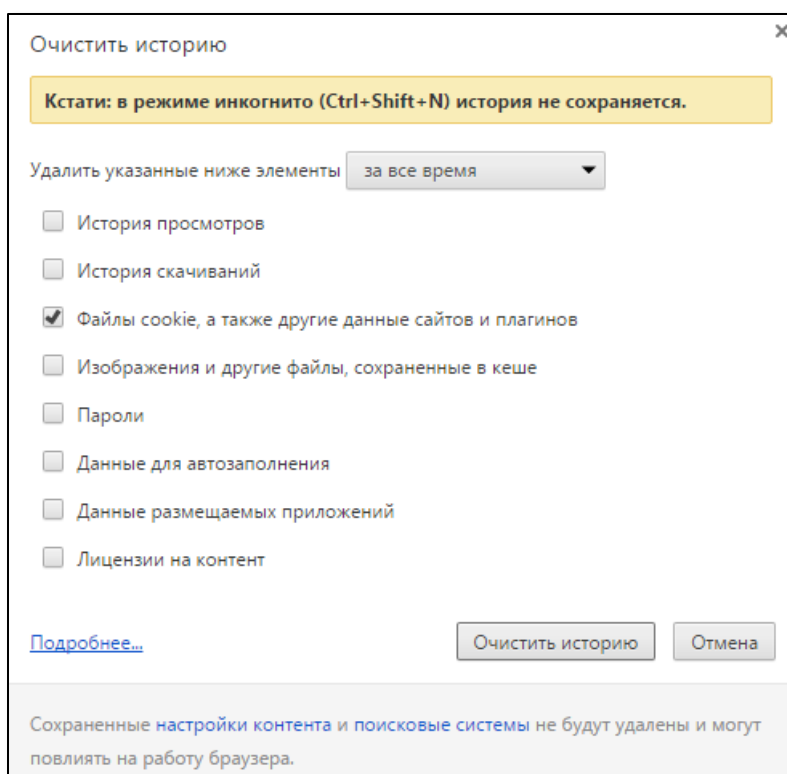 Очистить историю
Кстати: в режиме инкогнито (Ctrl+Shift+N) история не сохраняется.
Удалить указанные ниже элементы за все время
История просмотров
История скачиваний
Файлы cookie, а также другие данные сайтов и плагинов
Изображения и другие файлы, сохраненные в кеше
Пароли
Данные для автозаполнения
Данные размещаемых приложений
Лицензии на контент
Подробнее... Очистить историю Отмена
Сохраненные настройки контента и поисковые системы не будут удалены и могут
повлиять на работу браузера.